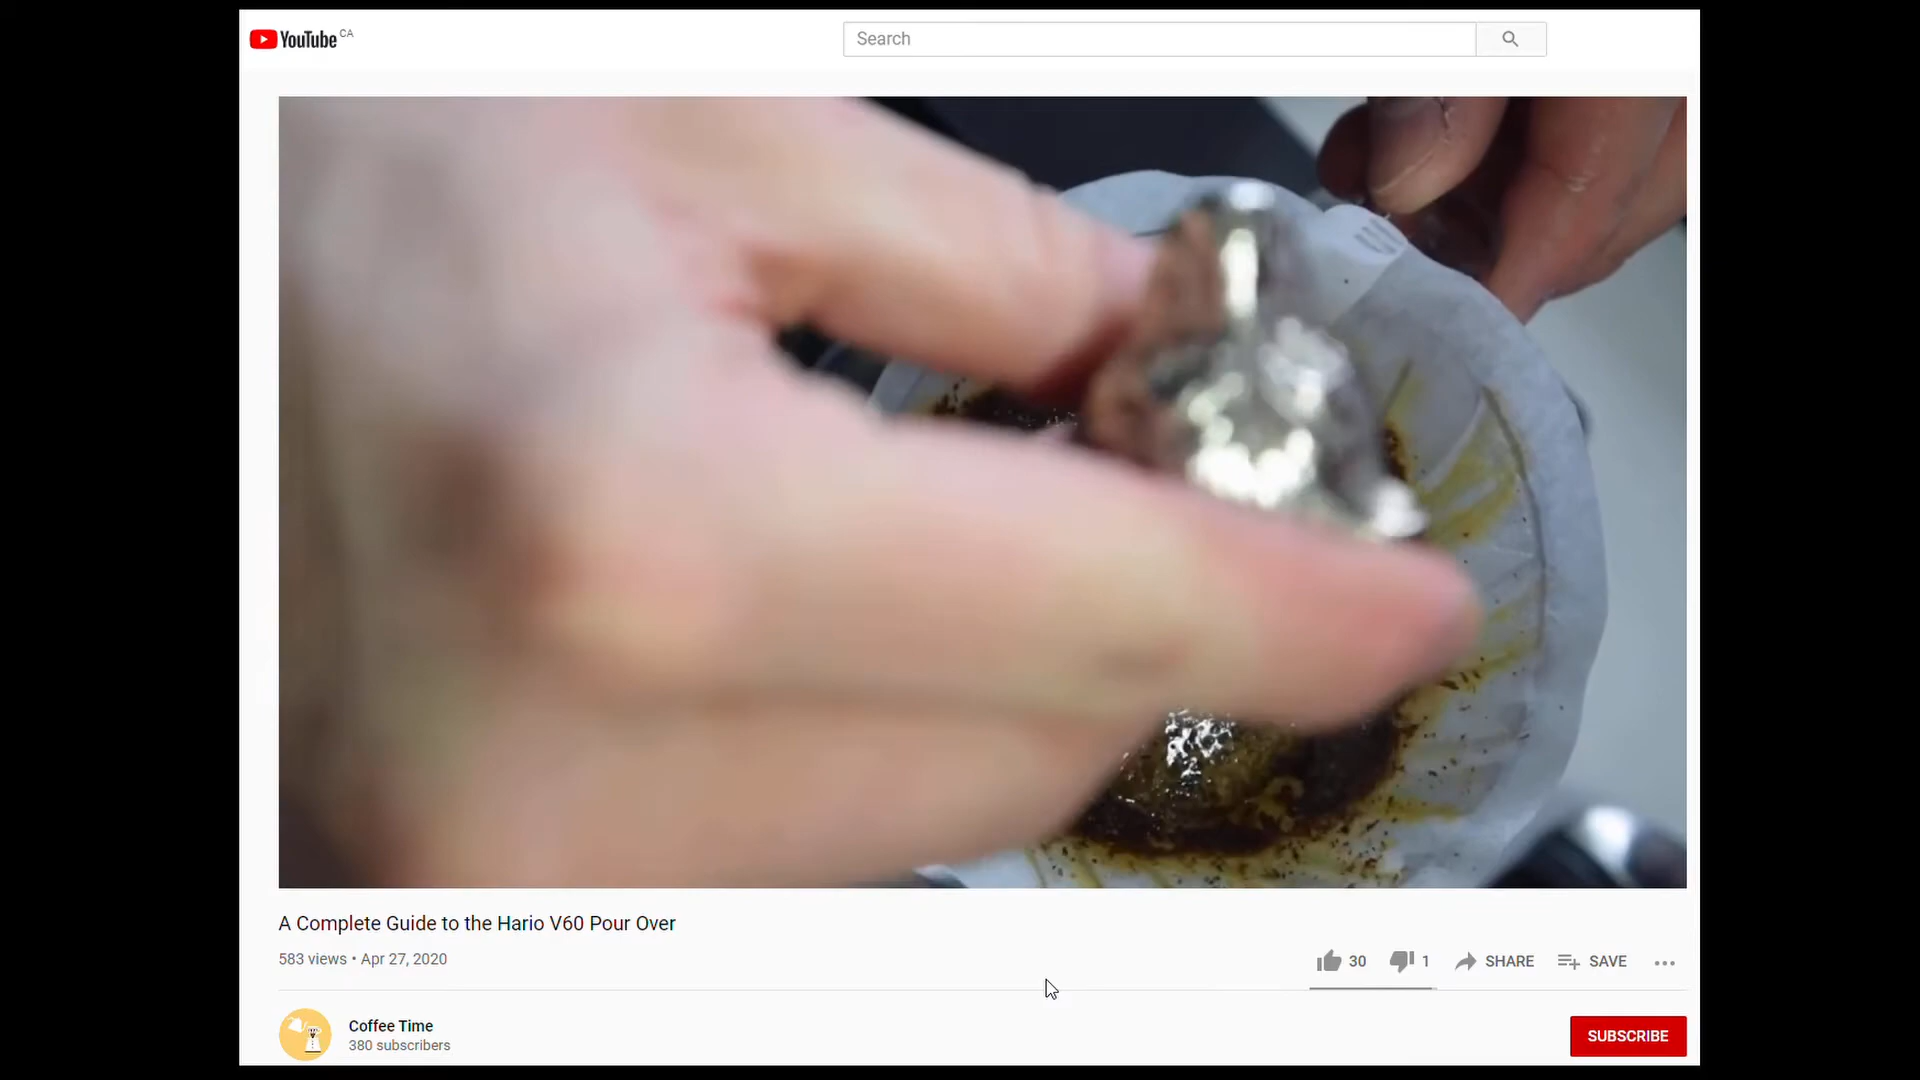 YouTube CA
Search
A Complete Guide to the Hario V60 Pour Over
583 views • Apr 27, 2020
30
1
SHARE
SAVE
Coffee Time
380 subscribers
SUBSCRIBE